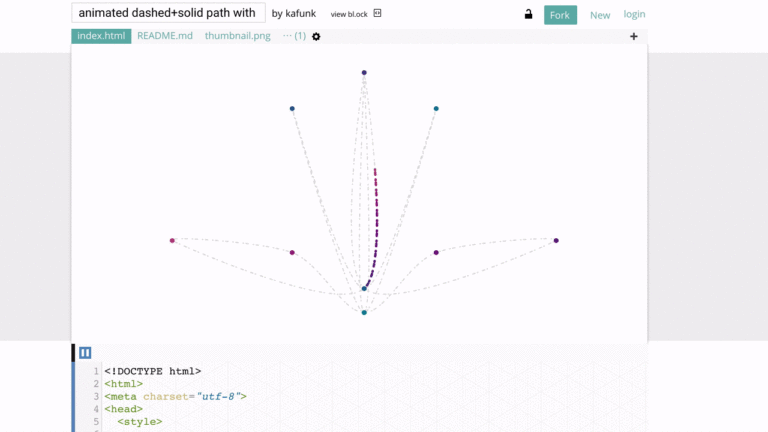 animated dashed+solid path with by kafunk view bl.ock Fork New login
index.html README.md thumbnail.png ··· (1) +
1 <!DOCTYPE html>
2 <html>
3 <meta charset="utf-8">
4 <head>
5 <style>